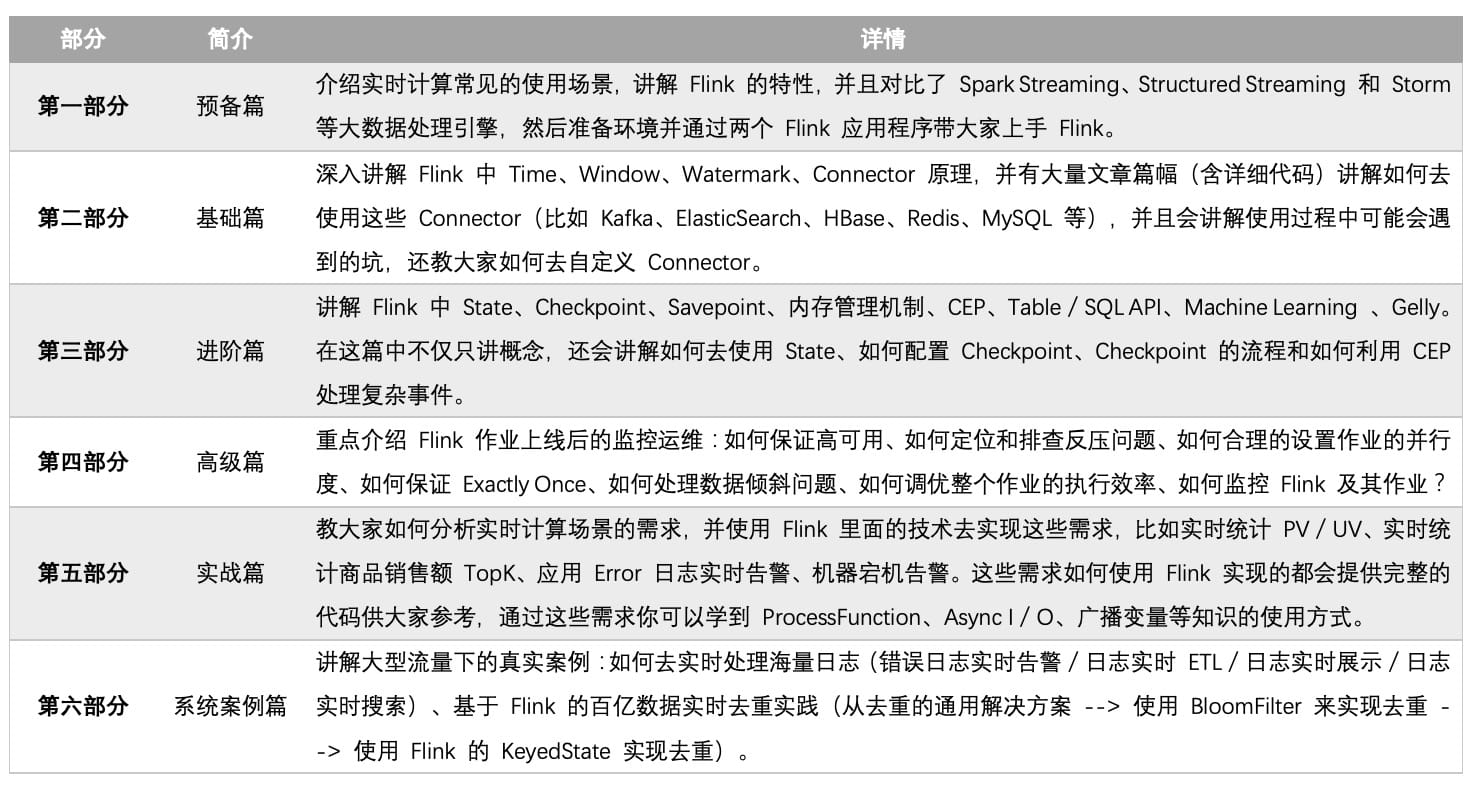 部分 简介 详情
介绍实时计算常见的使用场景，讲解 Flink 的特性，并且对比了 Spark Streaming、Structured Streaming 和 Storm
第一部分 预备篇
等大数据处理引擎，然后准备环境并通过两个 Flink 应用程序带大家上手 Flink。
深入讲解 Flink 中 Time、Window、Watermark、Connector 原理，并有大量文章篇幅（含详细代码）讲解如何去
第二部分 基础篇 使用这些 Connector（比如 Kafka、ElasticSearch、HBase、Redis、MySQL 等），并且会讲解使用过程中可能会遇
到的坑，还教大家如何去自定义 Connector。
讲解 Flink 中 State、Checkpoint、Savepoint、内存管理机制、CEP、Table／SQL API、Machine Learning 、Gelly。
第三部分 进阶篇 在这篇中不仅只讲概念，还会讲解如何去使用 State、如何配置 Checkpoint、Checkpoint 的流程和如何利用 CEP
处理复杂事件。
重点介绍 Flink 作业上线后的监控运维：如何保证高可用、如何定位和排查反压问题、如何合理的设置作业的并行
第四部分 高级篇
度、如何保证 Exactly Once、如何处理数据倾斜问题、如何调优整个作业的执行效率、如何监控 Flink 及其作业？
教大家如何分析实时计算场景的需求，并使用 Flink 里面的技术去实现这些需求，比如实时统计 PV／UV、实时统
第五部分 实战篇 计商品销售额 TopK、应用 Error 日志实时告警、机器宕机告警。这些需求如何使用 Flink 实现的都会提供完整的
代码供大家参考，通过这些需求你可以学到 ProcessFunction、Async I／O、广播变量等知识的使用方式。
讲解大型流量下的真实案例：如何去实时处理海量日志（错误日志实时告警／日志实时 ETL／日志实时展示／日志
第六部分 系统案例篇 实时搜索）、基于 Flink 的百亿数据实时去重实践（从去重的通用解决方案 --> 使用 BloomFilter 来实现去重 -
-> 使用 Flink 的 KeyedState 实现去重）。